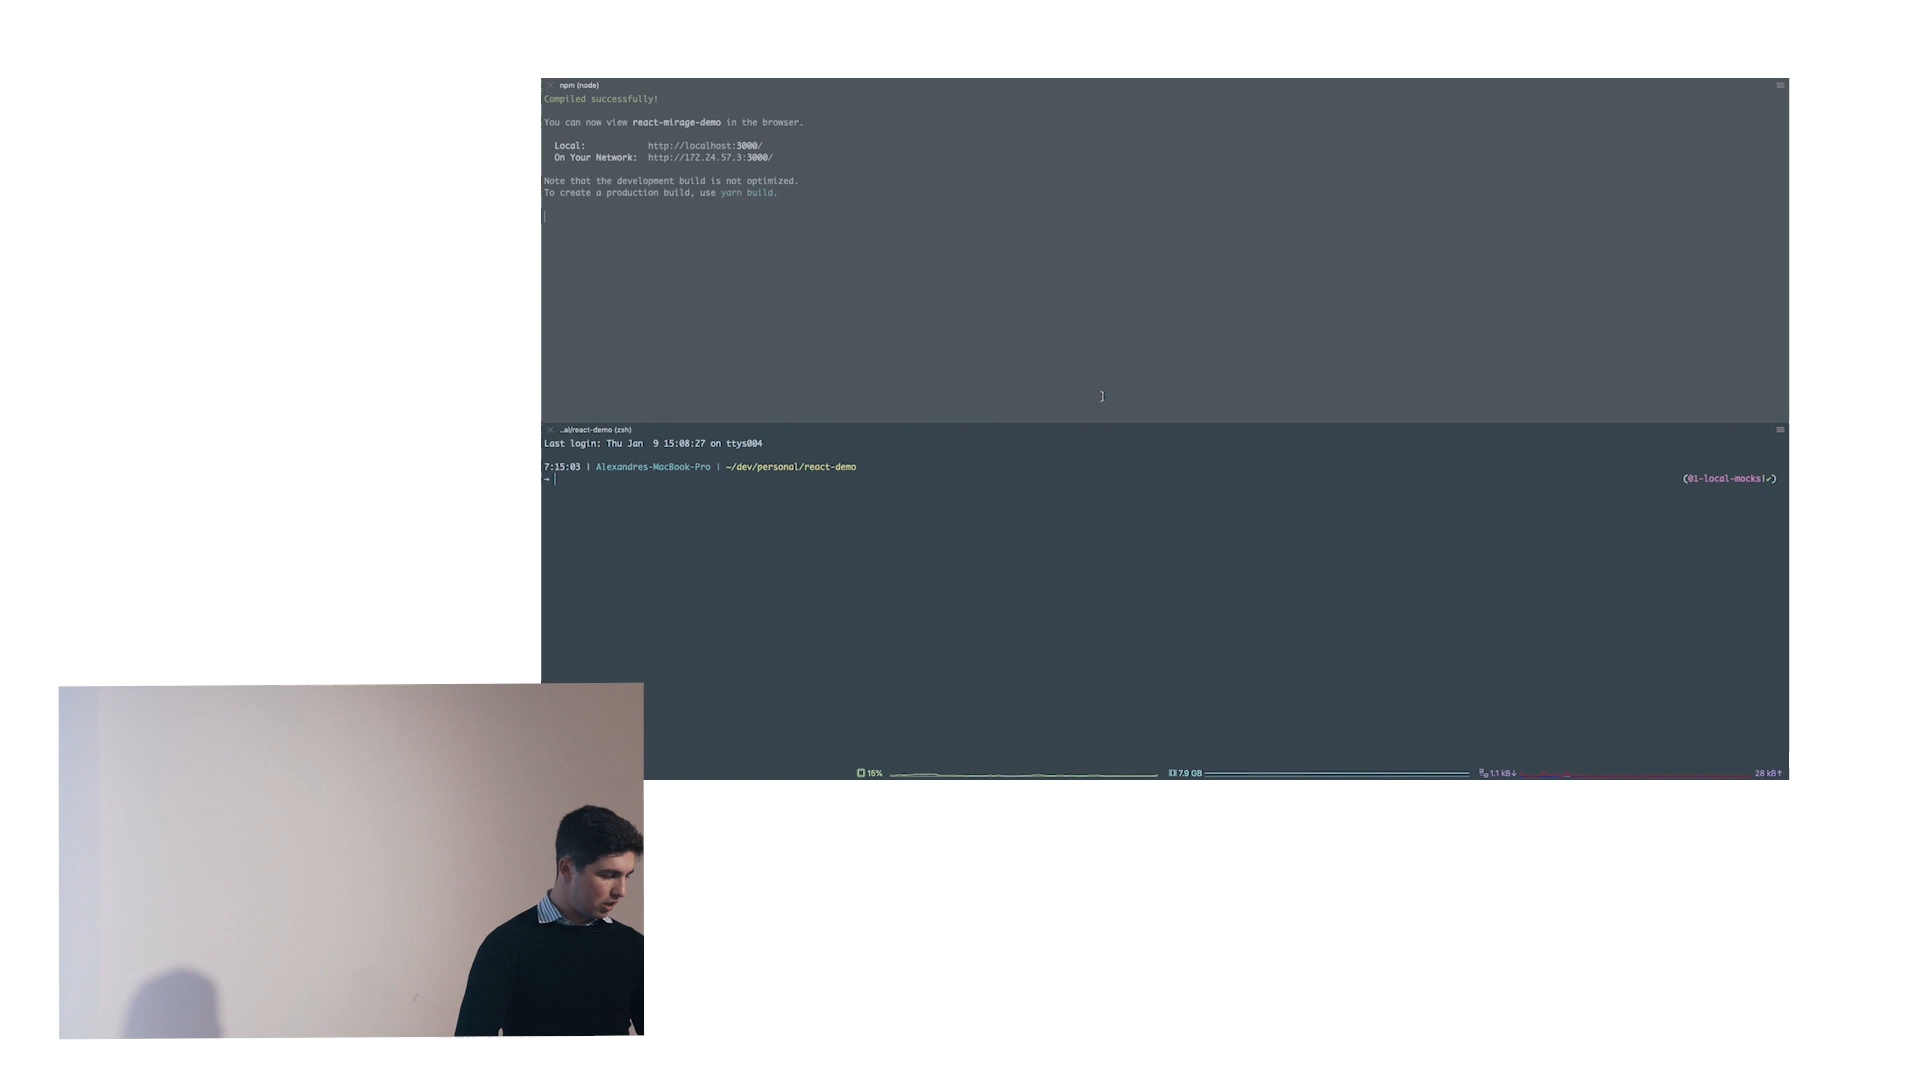 npm (node)
Compiled successfully!
You can now view react-mirage-demo in the browser.
Local: http://localhost:3000/
On Your Network: http://172.24.57.3:3000/
Note that the development build is not optimized.
To create a production build, use yarn build.
..al/react-demo (zsh)
Last login: Thu Jan 9 15:08:27 on ttys004
7:15:03 | Alexandres-MacBook-Pro | ~/dev/personal/react-demo
→ (01-local-mocks|✔)
15% 7.9 GB 1.1 kB↓ 28 kB↑